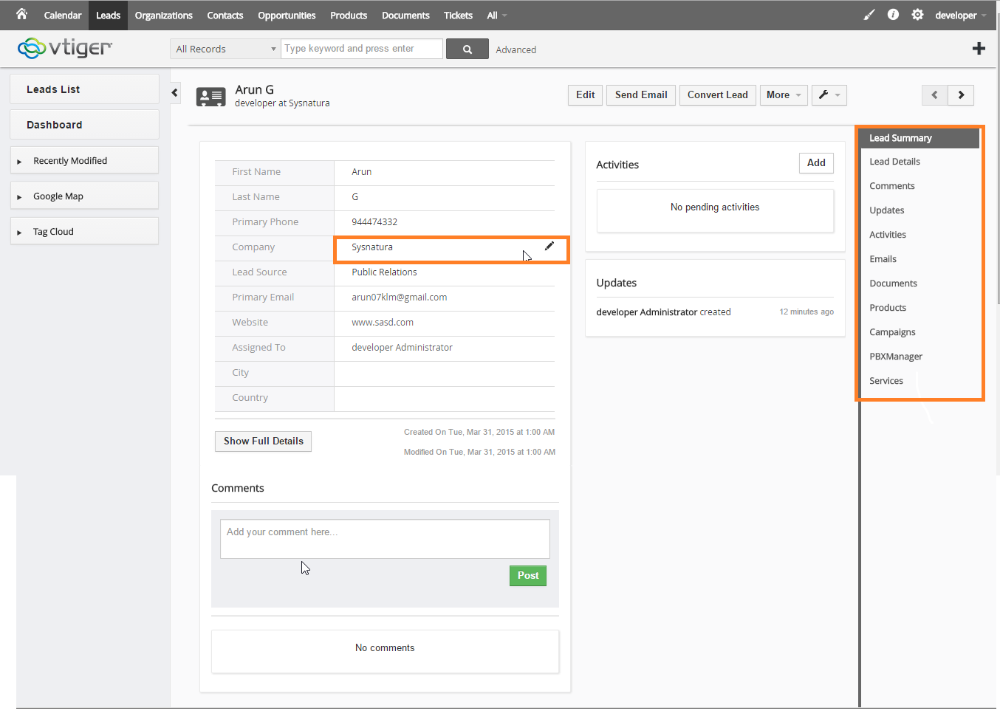 Calendar Leads Organizations Contacts Opportunities Products Documents Tickets All developer
vtiger All Records Type keyword and press enter Advanced
Leads List
Dashboard
Recently Modified
Google Map
Tag Cloud
Arun G
developer at Sysnatura
Edit Send Email Convert Lead More
First Name Arun
Last Name G
Primary Phone 944474332
Company Sysnatura
Lead Source Public Relations
Primary Email arun07klm@gmail.com
Website www.sasd.com
Assigned To developer Administrator
City
Country
Show Full Details
Created On Tue, Mar 31, 2015 at 1:00 AM
Modified On Tue, Mar 31, 2015 at 1:00 AM
Comments
Add your comment here...
Post
No comments
Activities Add
No pending activities
Updates
developer Administrator created 12 minutes ago
Lead Summary
Lead Details
Comments
Updates
Activities
Emails
Documents
Products
Campaigns
PBXManager
Services